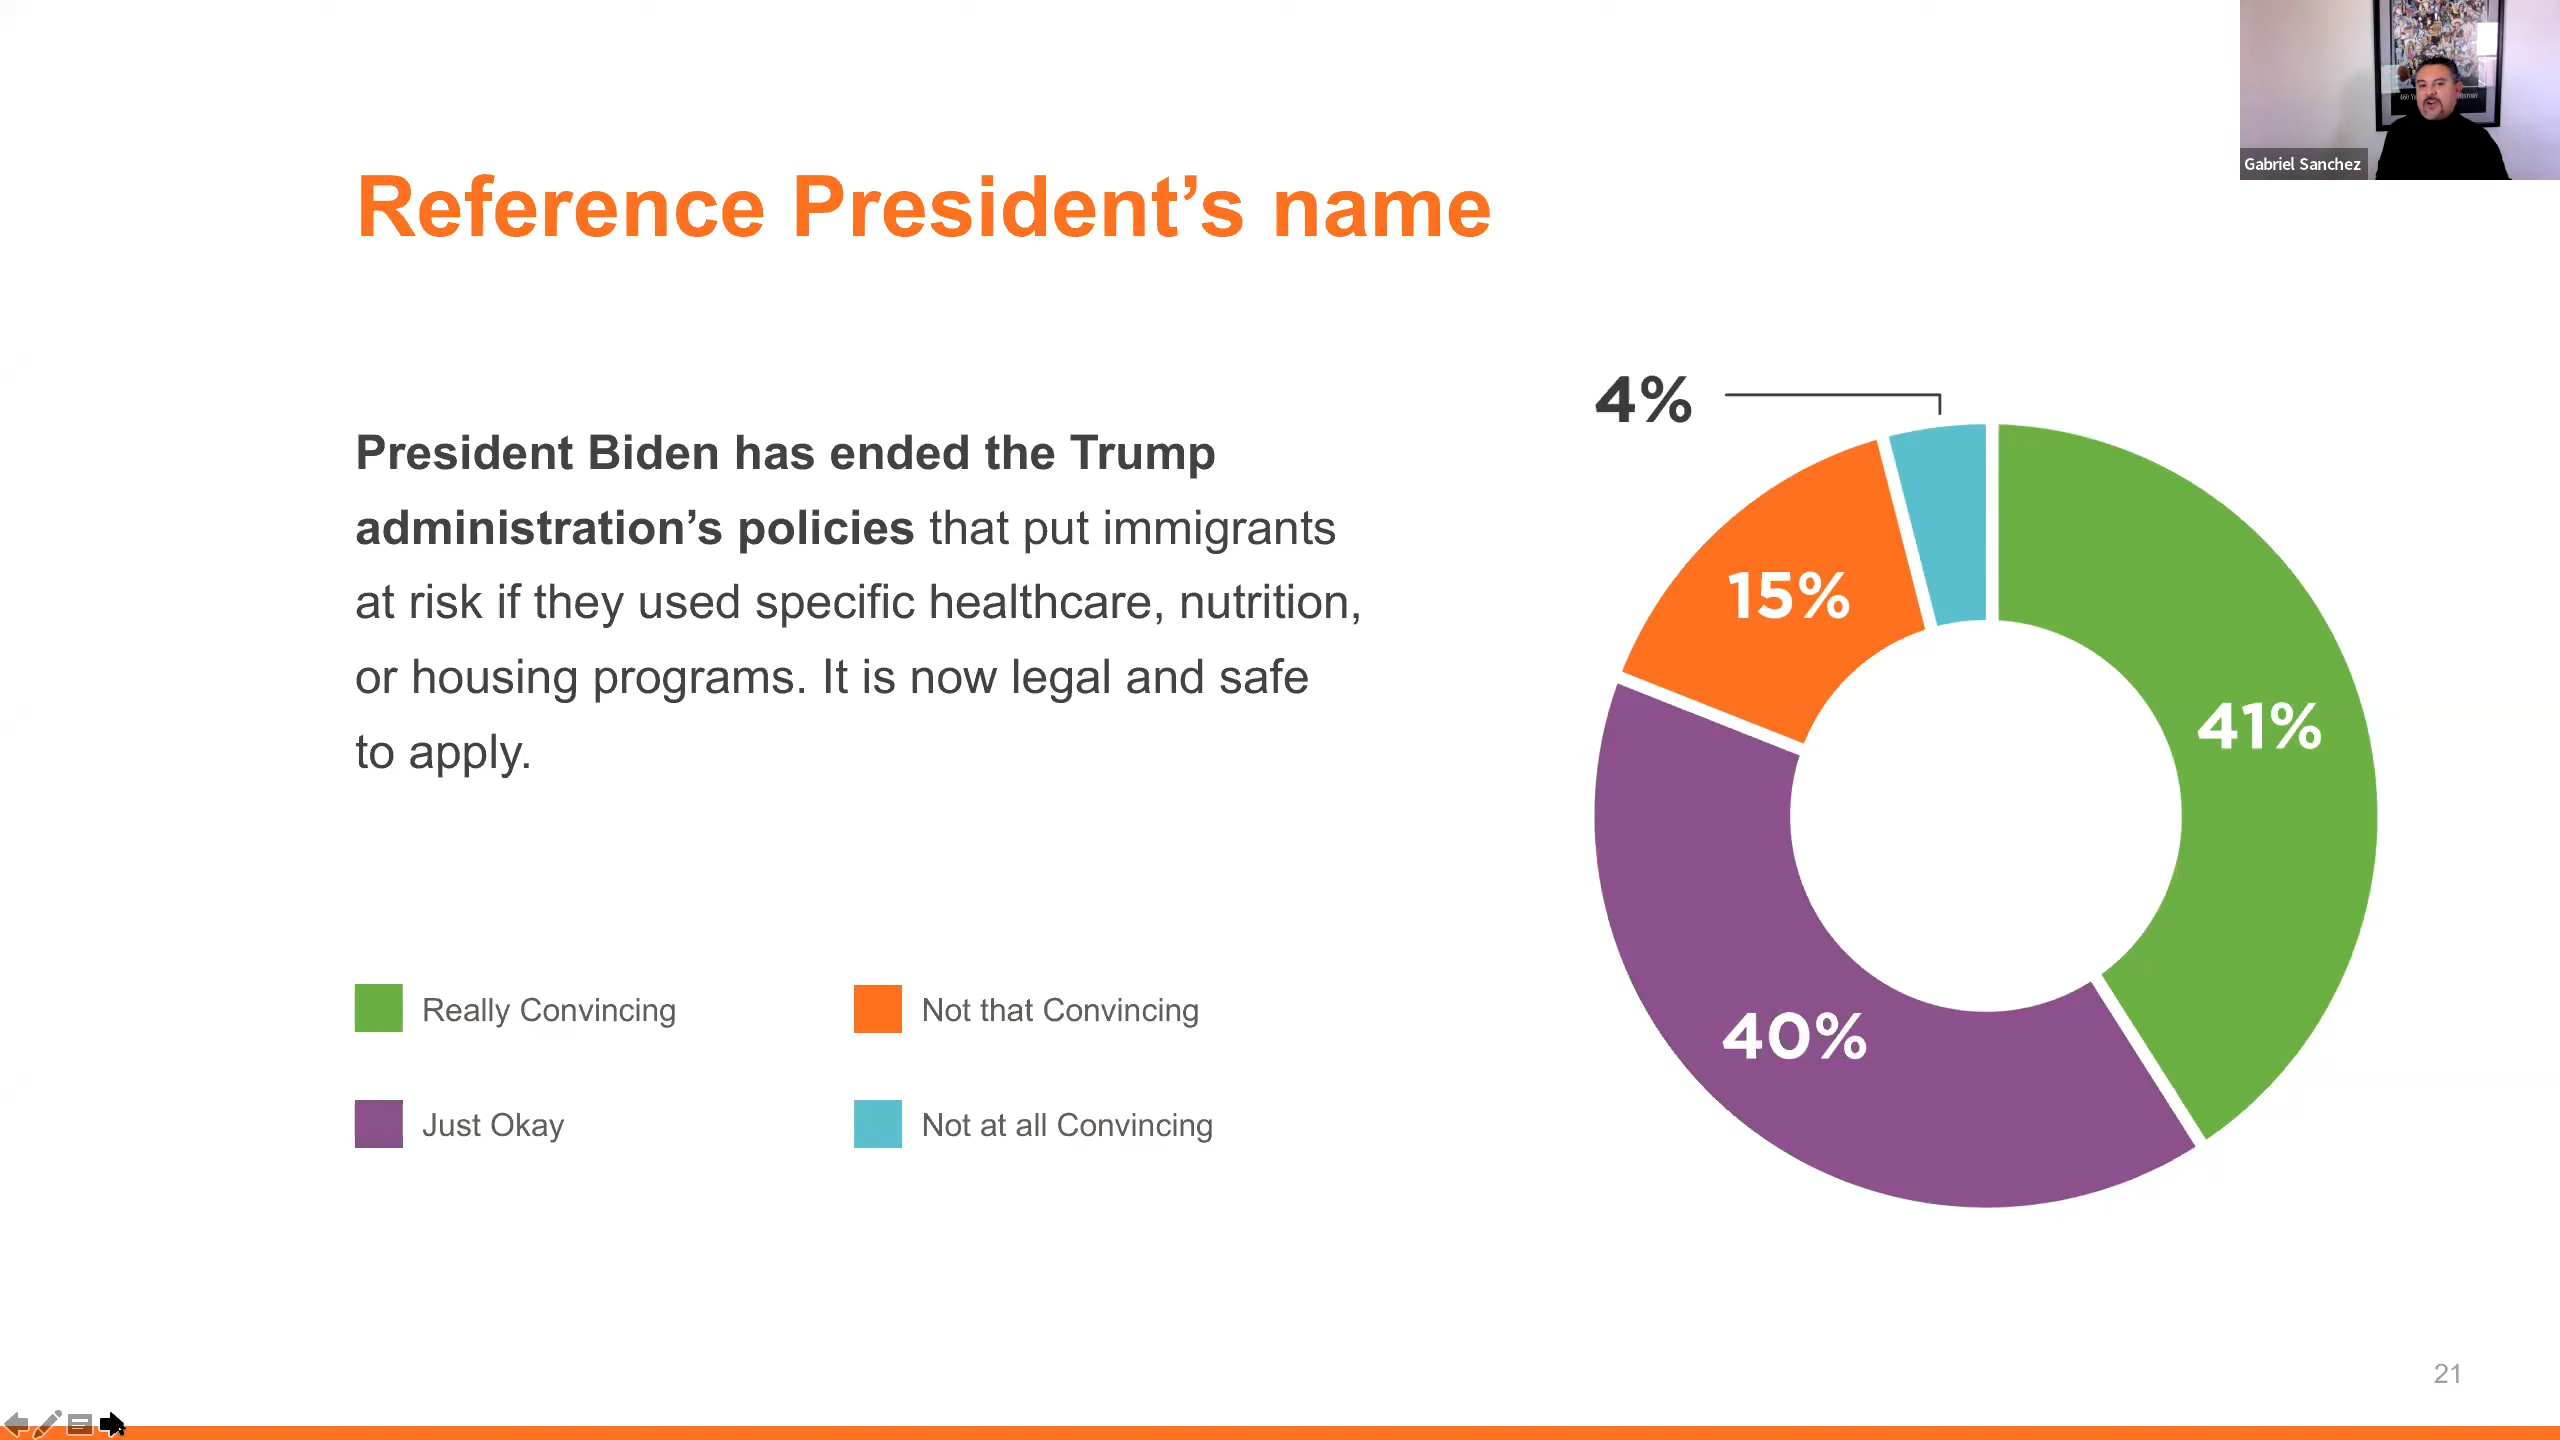 Gabriel Sanchez
Reference President’s name
President Biden has ended the Trump
administration’s policies that put immigrants
at risk if they used specific healthcare, nutrition,
or housing programs. It is now legal and safe
to apply.
4%
15%
41%
40%
Really Convincing
Not that Convincing
Just Okay
Not at all Convincing
21